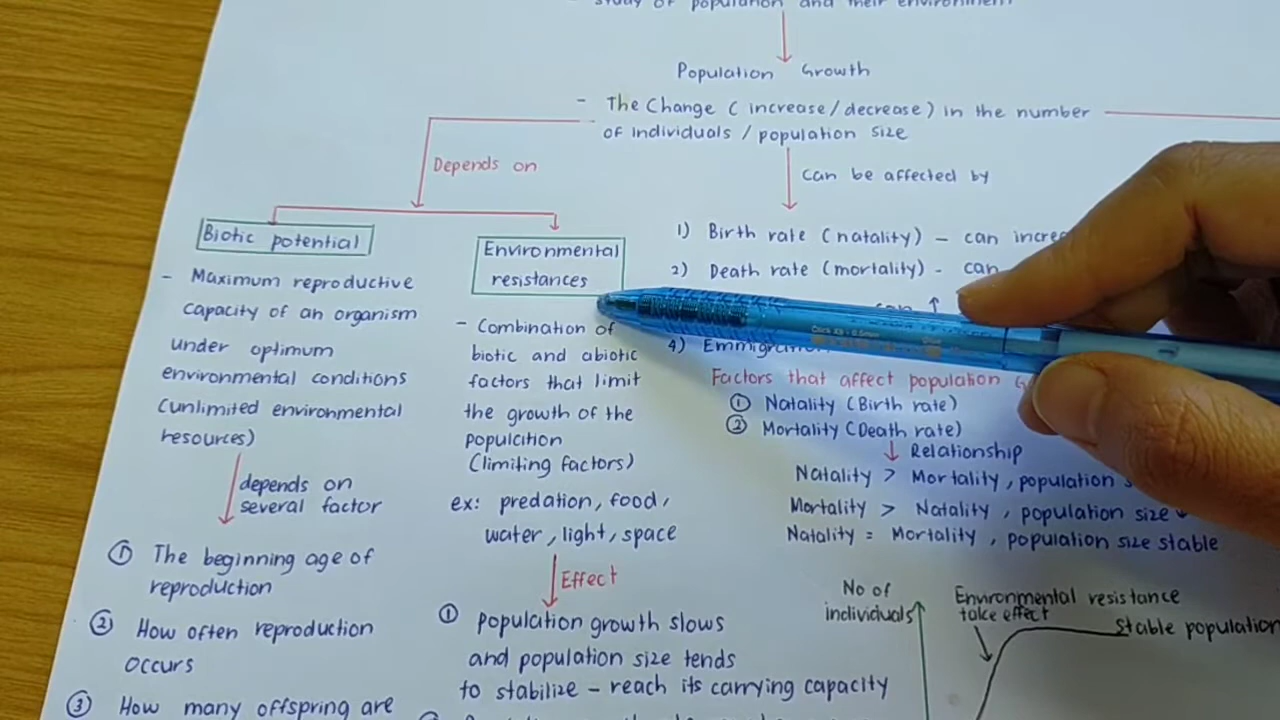 study of population and their environment
Population Growth
- The Change (increase/decrease) in the number
of individuals / population size
Depends on
can be affected by
Biotic potential
- Maximum reproductive
capacity of an organism
under optimum
environmental conditions
(unlimited environmental
resources)
depends on
several factor
① The beginning age of
reproduction
② How often reproduction
occurs
③ How many offspring are
Environmental
resistances
- Combination of
biotic and abiotic
factors that limit
the growth of the
population
(limiting factors)
ex: predation, food,
water, light, space
Effect
① Population growth slows
and population size tends
to stabilize - reach its carrying capacity
1) Birth rate (natality) - can
2) Death rate (mortality) - can
can ↑
4)
Factors that affect population
① Natality (Birth rate)
② Mortality (Death rate)
Relationship
Natality > Mortality, population
Mortality > Natality, population size ↓
Natality = Mortality, population size stable
No of
individuals
Environmental resistance
take effect
Stable population